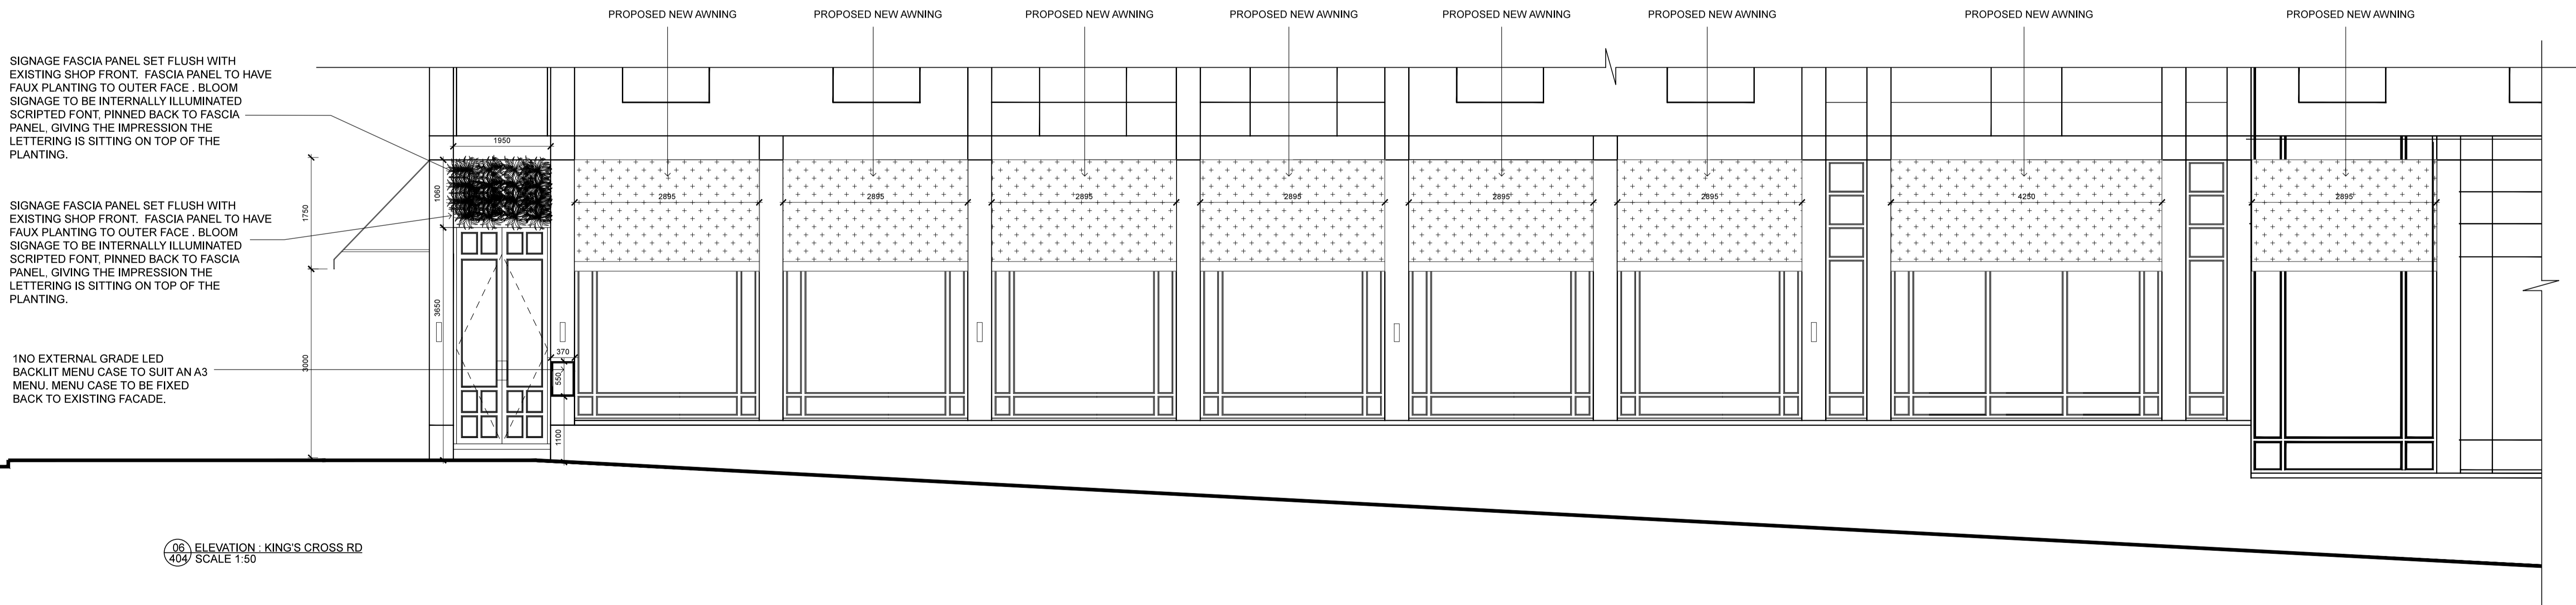 PROPOSED NEW AWNING
PROPOSED NEW AWNING
PROPOSED NEW AWNING
PROPOSED NEW AWNING
PROPOSED NEW AWNING
PROPOSED NEW AWNING
PROPOSED NEW AWNING
PROPOSED NEW AWNING
SIGNAGE FASCIA PANEL SET FLUSH WITH
EXISTING SHOP FRONT. FASCIA PANEL TO HAVE
FAUX PLANTING TO OUTER FACE . BLOOM
SIGNAGE TO BE INTERNALLY ILLUMINATED
SCRIPTED FONT, PINNED BACK TO FASCIA
PANEL, GIVING THE IMPRESSION THE
LETTERING IS SITTING ON TOP OF THE
PLANTING.
SIGNAGE FASCIA PANEL SET FLUSH WITH
EXISTING SHOP FRONT. FASCIA PANEL TO HAVE
FAUX PLANTING TO OUTER FACE . BLOOM
SIGNAGE TO BE INTERNALLY ILLUMINATED
SCRIPTED FONT, PINNED BACK TO FASCIA
PANEL, GIVING THE IMPRESSION THE
LETTERING IS SITTING ON TOP OF THE
PLANTING.
1NO EXTERNAL GRADE LED
BACKLIT MENU CASE TO SUIT AN A3
MENU. MENU CASE TO BE FIXED
BACK TO EXISTING FACADE.
1750
3000
1950
1060
3650
370
550
1100
2895
2895
2895
2895
2895
2895
4250
2895
06
404
ELEVATION : KING'S CROSS RD
SCALE 1:50